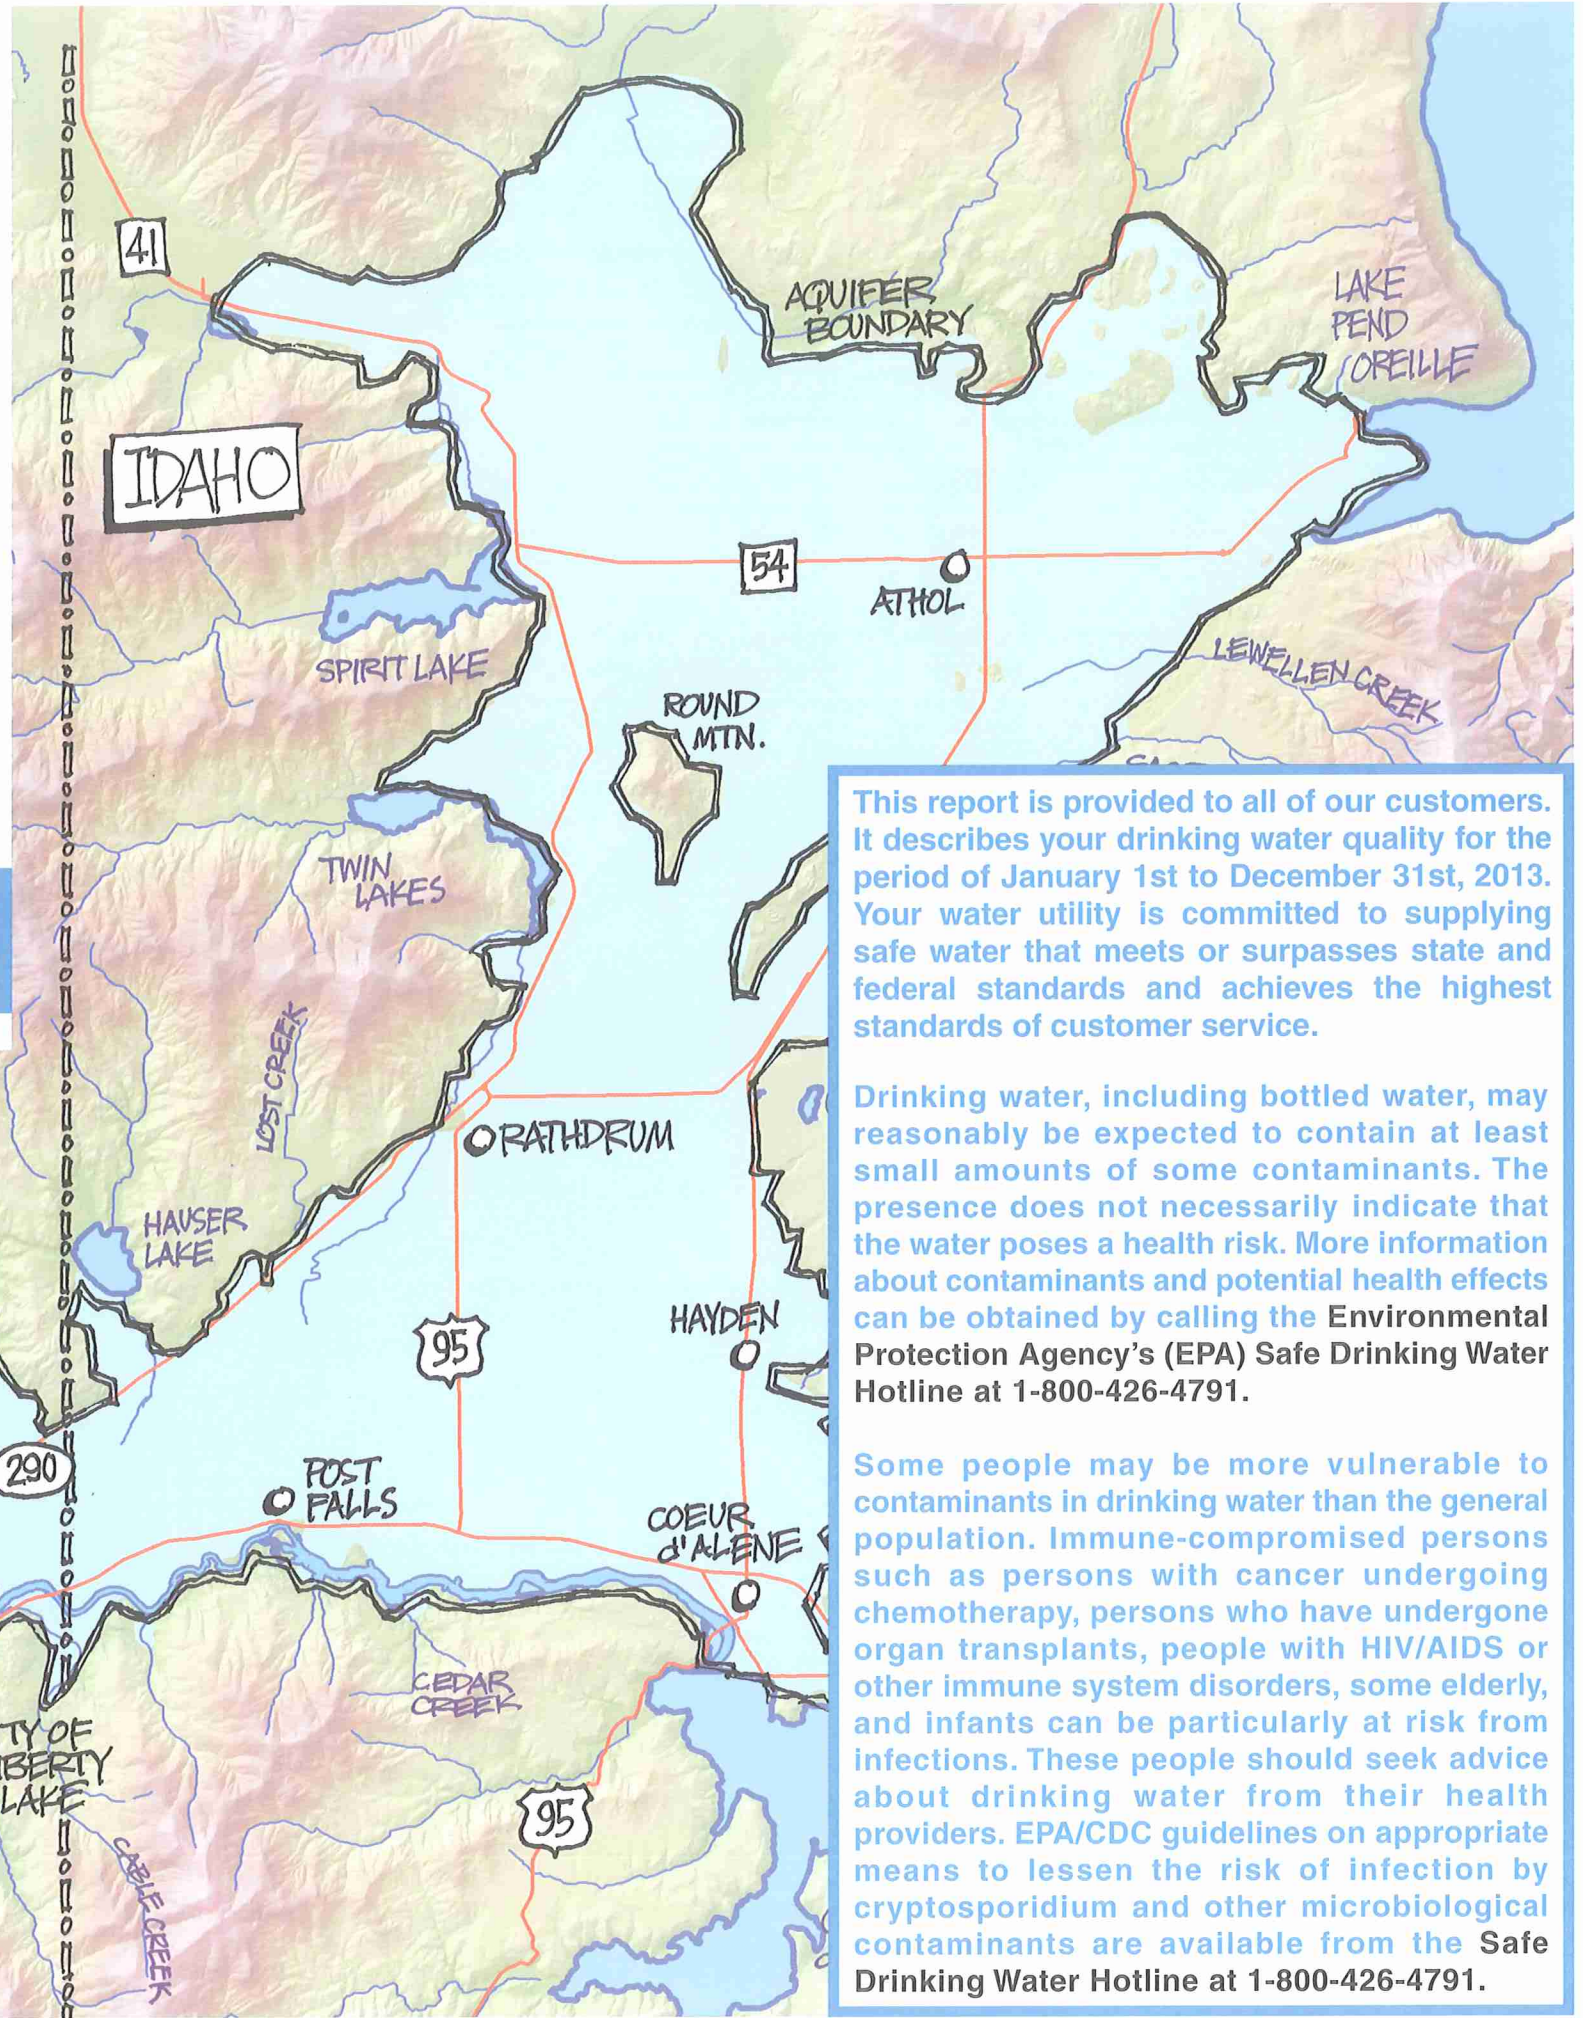 41
AQUIFER
BOUNDARY
LAKE
PEND
OREILLE
IDAHO
54
ATHOL
SPIRIT LAKE
LEWELLEN CREEK
ROUND
MTN.
TWIN
LAKES
LOST CREEK
RATHDRUM
HAUSER
LAKE
HAYDEN
95
290
POST
FALLS
COEUR
d'ALENE
CEDAR
CREEK
TY OF
IBERTY
LAKE
95
CABLE CREEK
This report is provided to all of our customers.
It describes your drinking water quality for the
period of January 1st to December 31st, 2013.
Your water utility is committed to supplying
safe water that meets or surpasses state and
federal standards and achieves the highest
standards of customer service.
Drinking water, including bottled water, may
reasonably be expected to contain at least
small amounts of some contaminants. The
presence does not necessarily indicate that
the water poses a health risk. More information
about contaminants and potential health effects
can be obtained by calling the Environmental
Protection Agency's (EPA) Safe Drinking Water
Hotline at 1-800-426-4791.
Some people may be more vulnerable to
contaminants in drinking water than the general
population. Immune-compromised persons
such as persons with cancer undergoing
chemotherapy, persons who have undergone
organ transplants, people with HIV/AIDS or
other immune system disorders, some elderly,
and infants can be particularly at risk from
infections. These people should seek advice
about drinking water from their health
providers. EPA/CDC guidelines on appropriate
means to lessen the risk of infection by
cryptosporidium and other microbiological
contaminants are available from the Safe
Drinking Water Hotline at 1-800-426-4791.